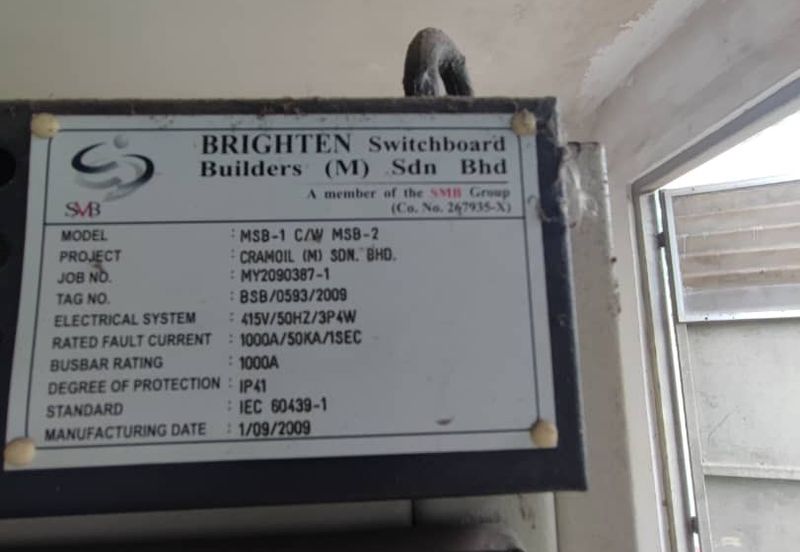 BRIGHTEN Switchboard
Builders (M) Sdn Bhd
A member of the SMB Group
(Co. No. 267935-X)
SMB
MODEL : MSB-1 C/W MSB-2
PROJECT : CRAMOIL (M) SDN. BHD.
JOB NO. : MY2090387-1
TAG NO. : BSB/0593/2009
ELECTRICAL SYSTEM : 415V/50HZ/3P4W
RATED FAULT CURRENT : 1000A/50KA/1SEC
BUSBAR RATING : 1000A
DEGREE OF PROTECTION : IP41
STANDARD : IEC 60439-1
MANUFACTURING DATE : 1/09/2009